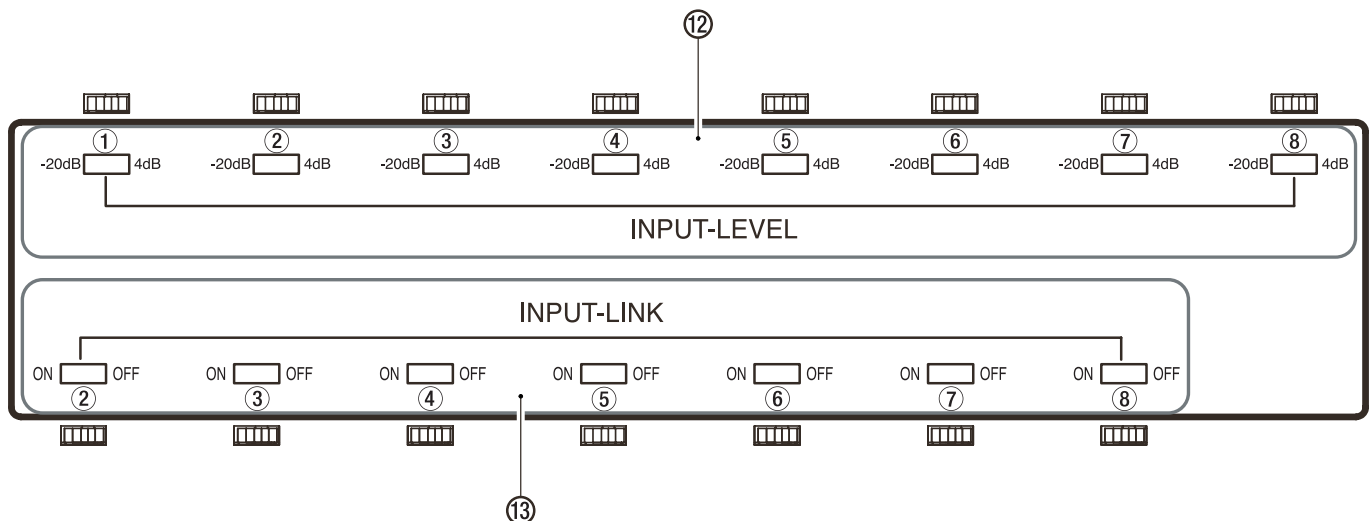 ⑫
① ② ③ ④ ⑤ ⑥ ⑦ ⑧
-20dB 4dB -20dB 4dB -20dB 4dB -20dB 4dB -20dB 4dB -20dB 4dB -20dB 4dB -20dB 4dB
INPUT-LEVEL
INPUT-LINK
ON OFF ON OFF ON OFF ON OFF ON OFF ON OFF ON OFF
② ③ ④ ⑤ ⑥ ⑦ ⑧
⑬